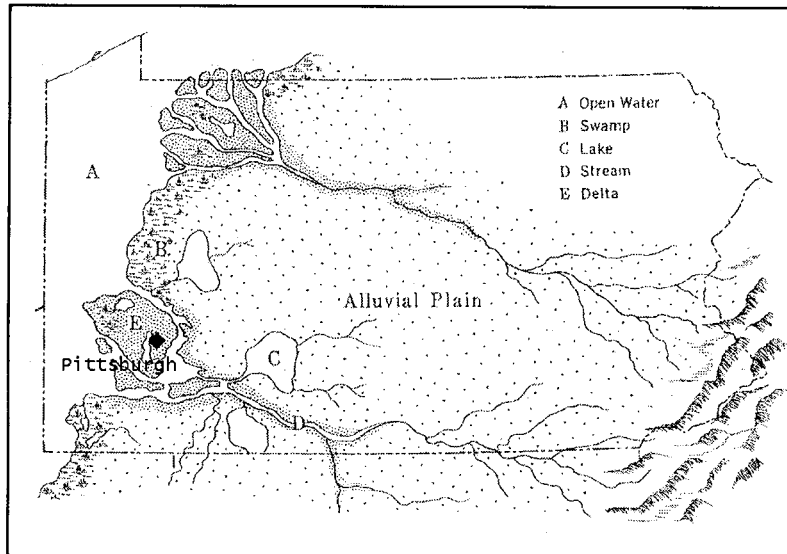 A Open Water
B Swamp
C Lake
D Stream
E Delta
A
E
B
Alluvial Plain
E
Pittsburgh
C
D